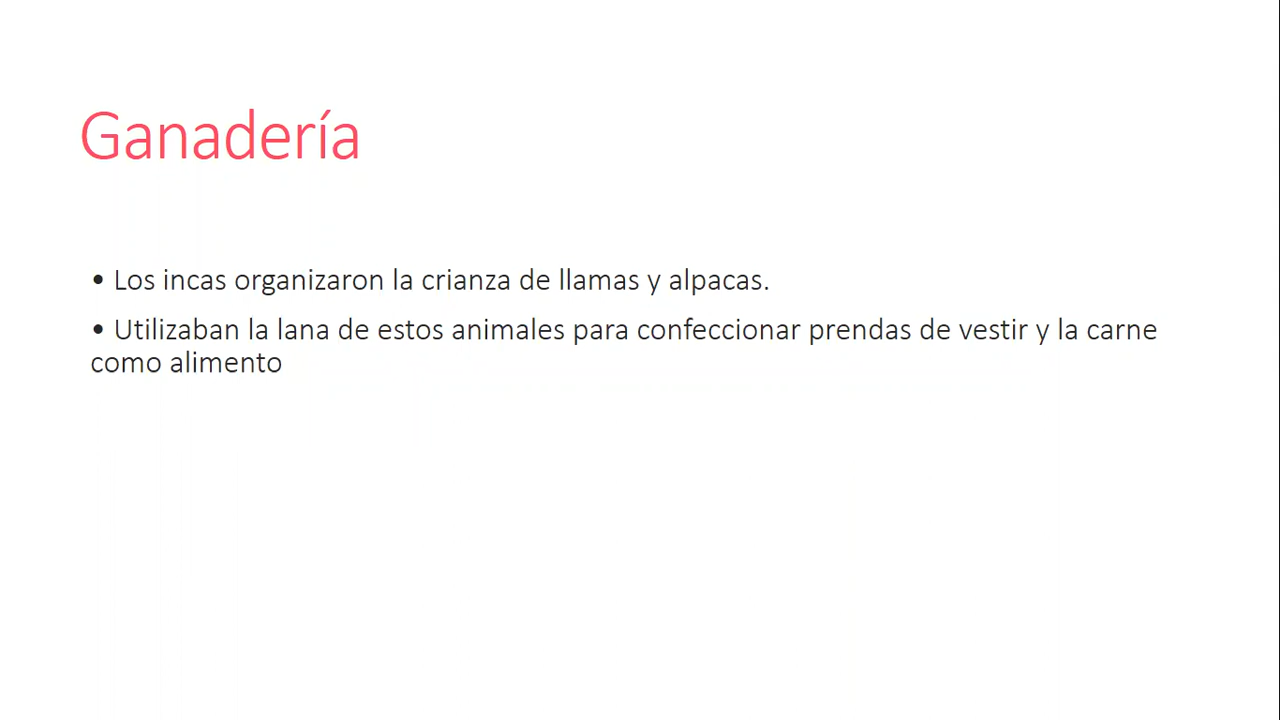 Ganadería
• Los incas organizaron la crianza de llamas y alpacas.
• Utilizaban la lana de estos animales para confeccionar prendas de vestir y la carne
como alimento